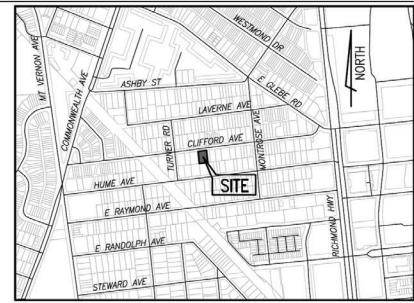 WESTMOND DR
MT VERNON AVE
COMMONWEALTH AVE
NORTH
ASHBY ST
E GLEBE RD
LAVERNE AVE
TURNER RD
CLIFFORD AVE
MONTROSE AVE
HUME AVE
SITE
E RAYMOND AVE
RICHMOND HWY
E RANDOLPH AVE
STEWARD AVE